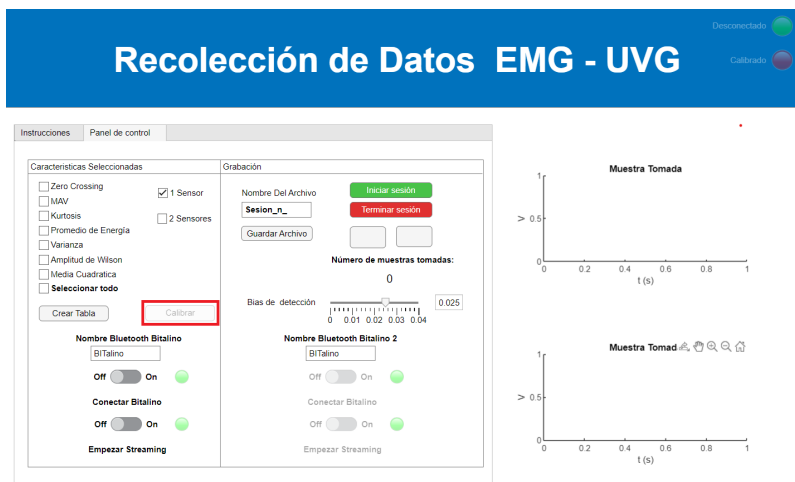 Desconectado
Recolección de Datos EMG - UVG
Calibrado
Instrucciones
Panel de control
Caracteristicas Seleccionadas
Zero Crossing
MAV
Kurtosis
Promedio de Energía
Varianza
Amplitud de Wilson
Media Cuadratica
Seleccionar todo
1 Sensor
2 Sensores
Crear Tabla
Calibrar
Nombre Bluetooth Bitalino
BITalino
Off On
Conectar Bitalino
Off On
Empezar Streaming
Grabación
Nombre Del Archivo
Iniciar sesión
Sesion_n_
Terminar sesión
Guardar Archivo
Número de muestras tomadas:
0
Bias de detección
0.025
0 0.01 0.02 0.03 0.04
Nombre Bluetooth Bitalino 2
BITalino
Off On
Conectar Bitalino
Off On
Empezar Streaming
Muestra Tomada
1
0.5
0
V
0 0.2 0.4 0.6 0.8 1
t (s)
Muestra Tomad
1
0.5
0
V
0 0.2 0.4 0.6 0.8 1
t (s)